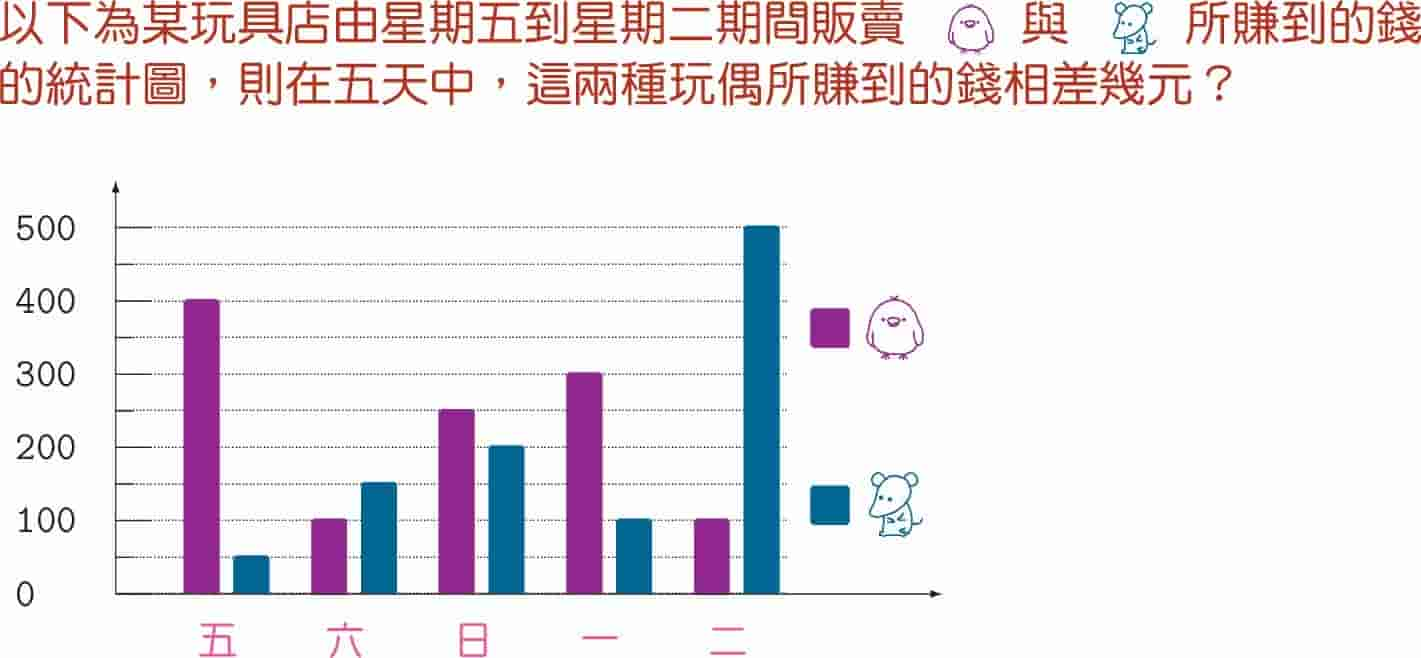 以下為某玩具店由星期五到星期二期間販賣 與 所賺到的錢
的統計圖，則在五天中，這兩種玩偶所賺到的錢相差幾元？
500
400
300
200
100
0
五 六 日 一 二